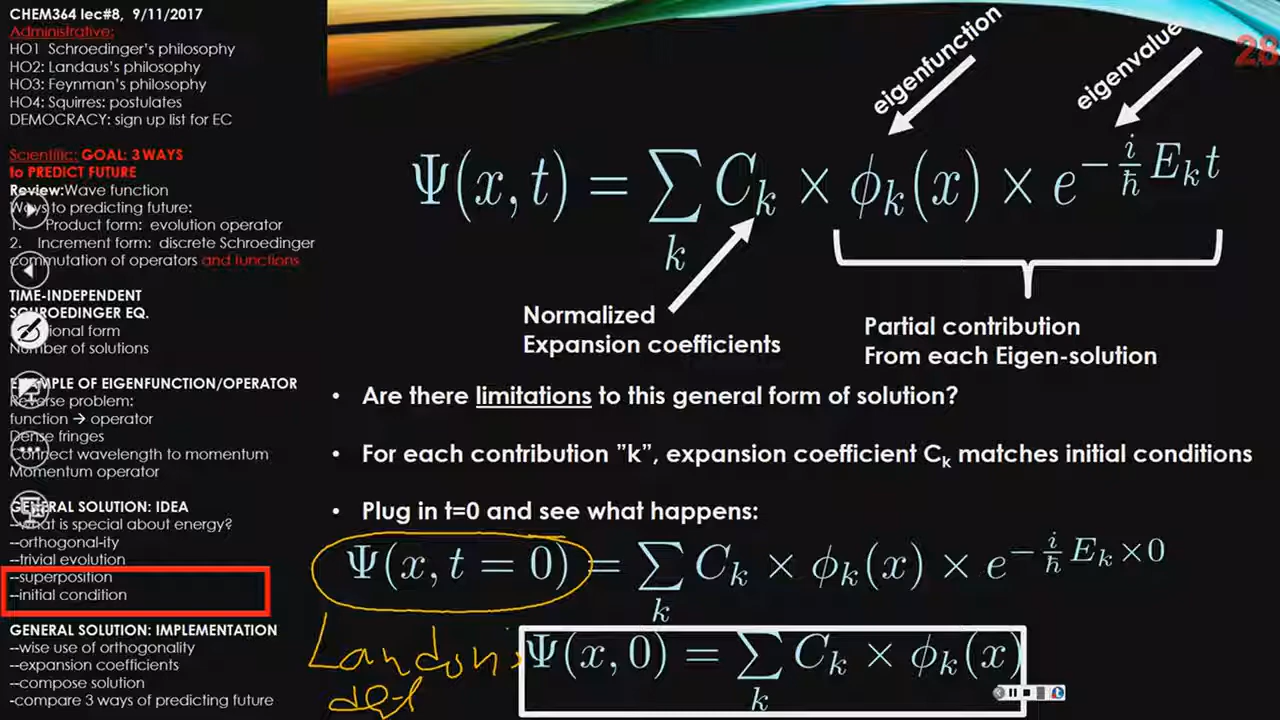 CHEM364 lec#8, 9/11/2017
Administrative:
HO1 Schroedinger's philosophy
HO2: Landaus's philosophy
HO3: Feynman's philosophy
HO4: Squirres: postulates
DEMOCRACY: sign up list for EC
Scientific: GOAL: 3 WAYS
to PREDICT FUTURE
Review:Wave function
Ways to predicting future:
1. Product form: evolution operator
2. Increment form: discrete Schroedinger
commutation of operators and functions
TIME-INDEPENDENT
SCHROEDINGER EQ.
form
Number of solutions
EXAMPLE OF EIGENFUNCTION/OPERATOR
Reverse problem:
function → operator
Dense fringes
Connect wavelength to momentum
Momentum operator
GENERAL SOLUTION: IDEA
--what is special about energy?
--orthogonal-ity
--trivial evolution
--superposition
--initial condition
GENERAL SOLUTION: IMPLEMENTATION
--wise use of orthogonality
--expansion coefficients
--compose solution
-compare 3 ways of predicting future
28
eigenfunction
eigenvalue
Ψ(x, t) = ∑_k C_k × ϕ_k(x) × e^{-i/ħ E_k t}
Normalized
Expansion coefficients
Partial contribution
From each Eigen-solution
• Are there limitations to this general form of solution?
• For each contribution ”k”, expansion coefficient C_k matches initial conditions
• Plug in t=0 and see what happens:
Ψ(x, t = 0) = ∑_k C_k × ϕ_k(x) × e^{-i/ħ E_k×0}
Landon:
Ψ(x, 0) = ∑_k C_k × ϕ_k(x)